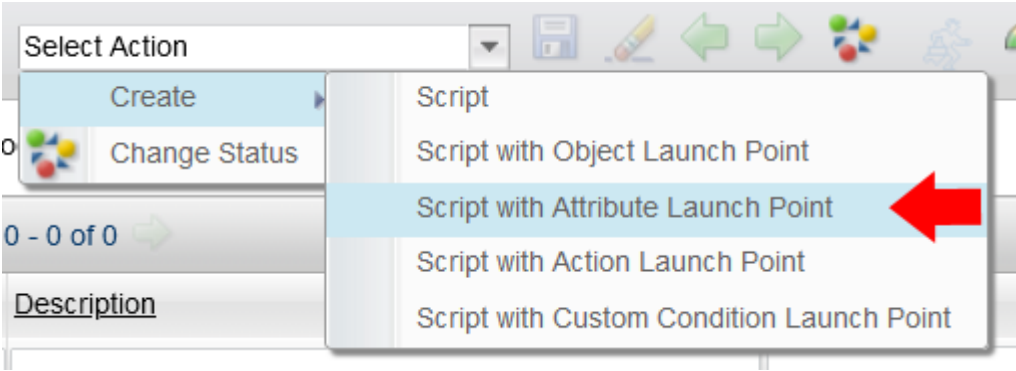 Select Action
Create
Script
Change Status
Script with Object Launch Point
Script with Attribute Launch Point
0 - 0 of 0
Script with Action Launch Point
Description
Script with Custom Condition Launch Point